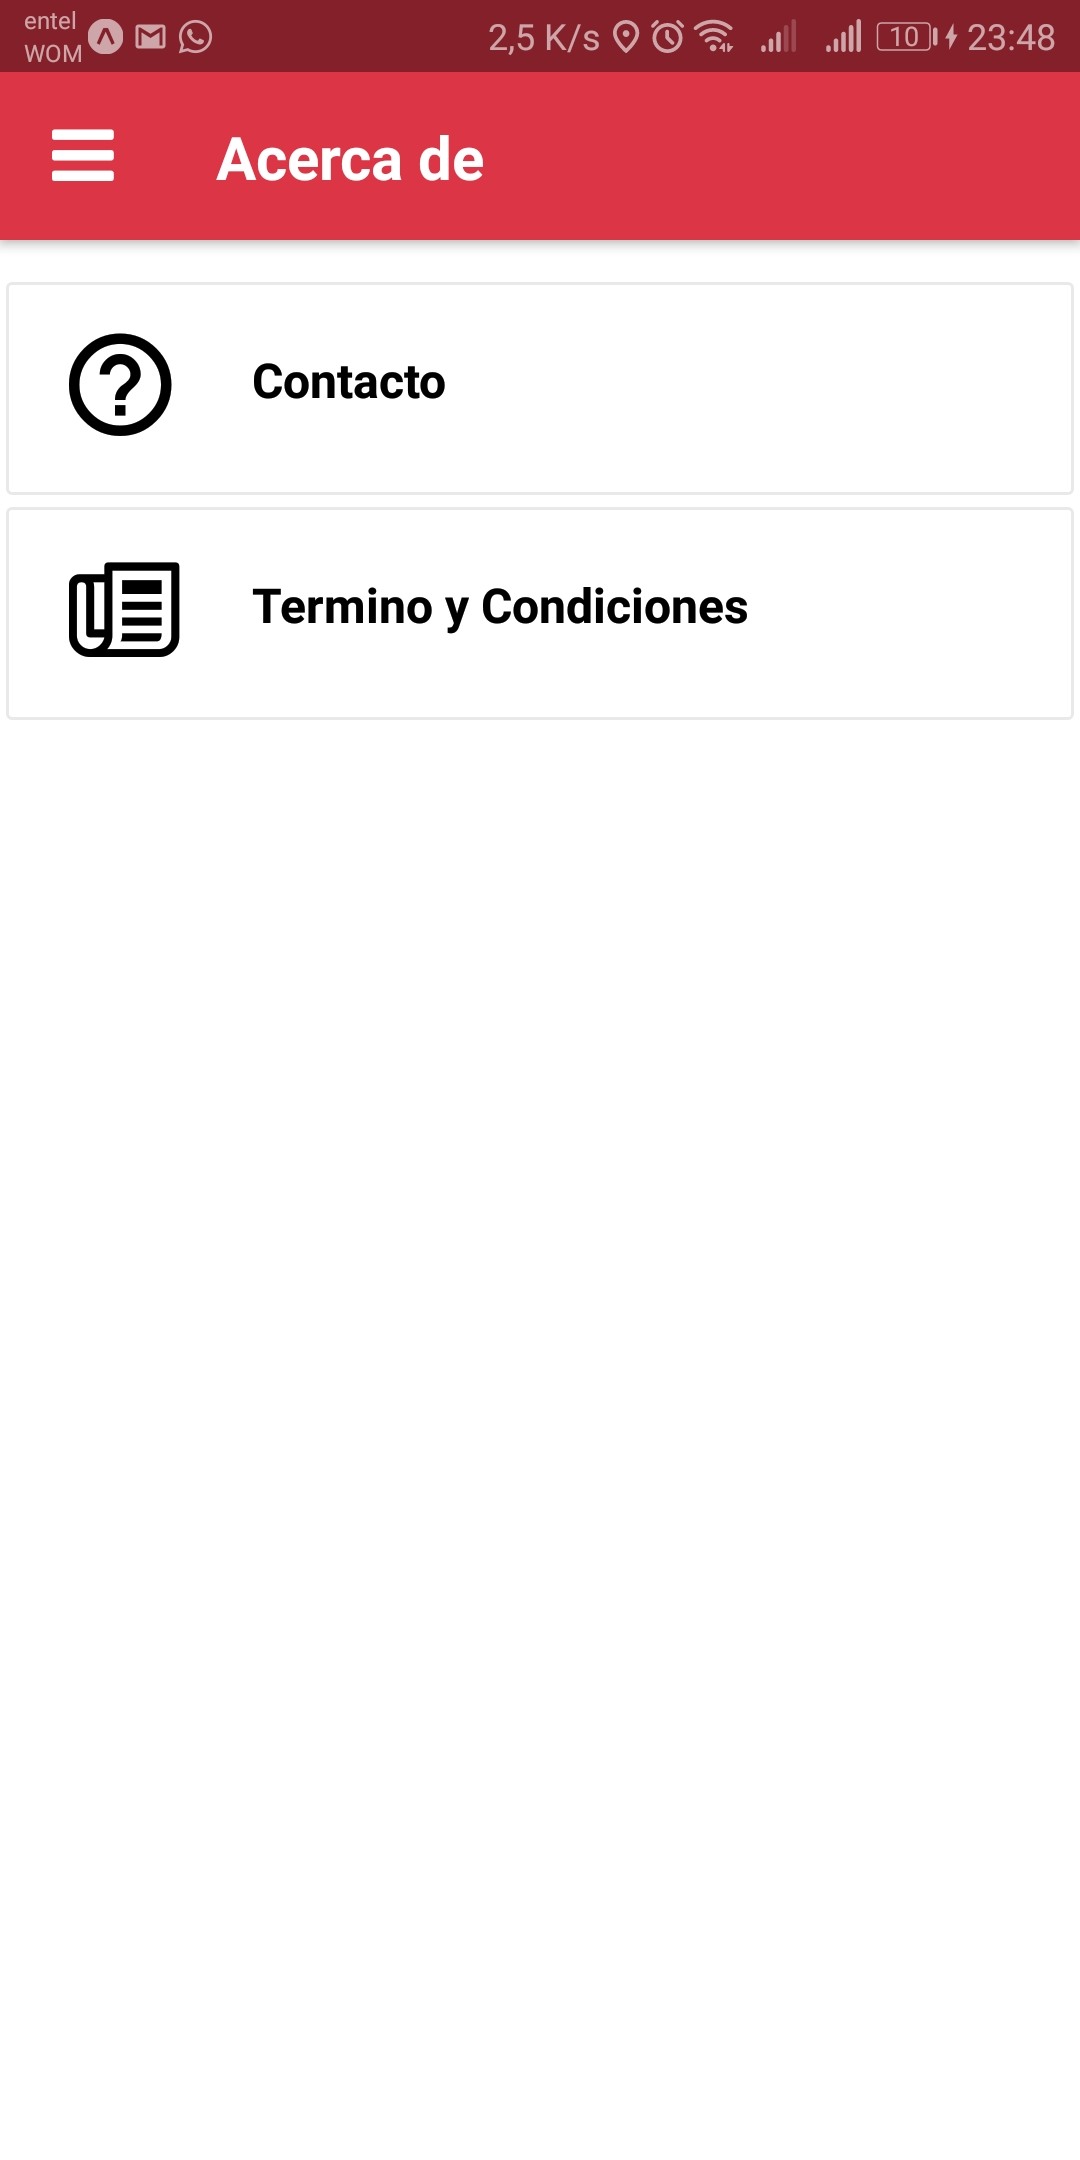 entel
WOM
2,5 K/s 10 23:48
Acerca de
Contacto
Termino y Condiciones